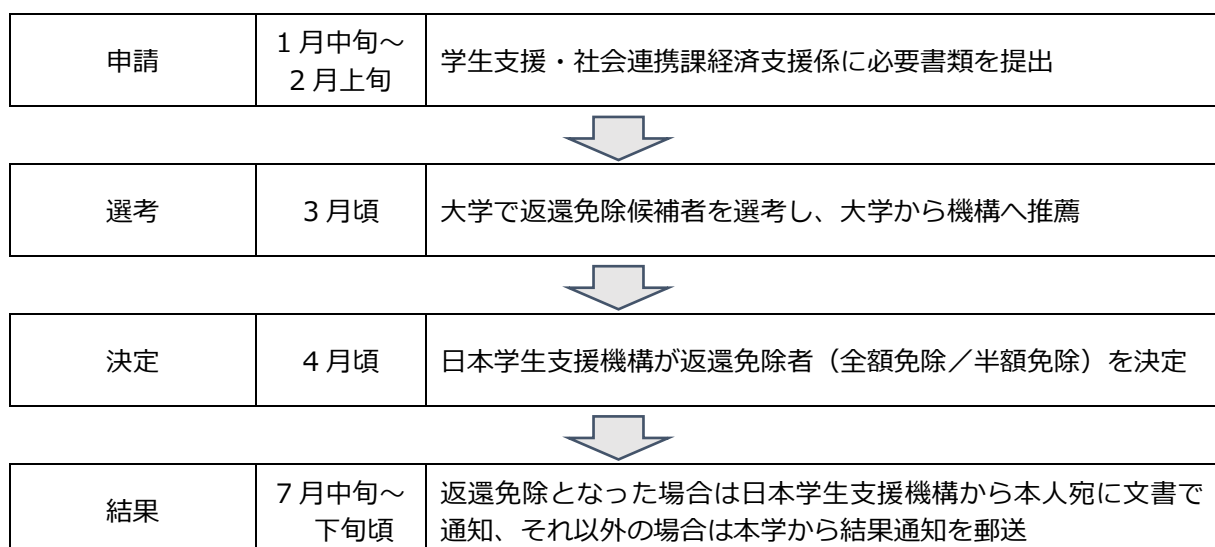 申請
1月中旬～
2月上旬
学生支援・社会連携課経済支援係に必要書類を提出
選考
3月頃
大学で返還免除候補者を選考し、大学から機構へ推薦
決定
4月頃
日本学生支援機構が返還免除者（全額免除／半額免除）を決定
結果
7月中旬～
下旬頃
返還免除となった場合は日本学生支援機構から本人宛に文書で
通知、それ以外の場合は本学から結果通知を郵送